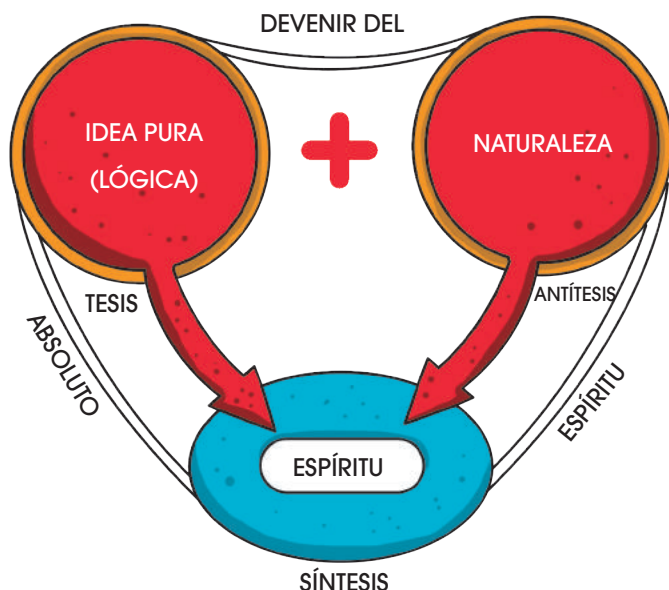 DEVENIR DEL
IDEA PURA
(LÓGICA)
NATURALEZA
TESIS
ANTÍTESIS
ABSOLUTO
ESPÍRITU
ESPÍRITU
SÍNTESIS